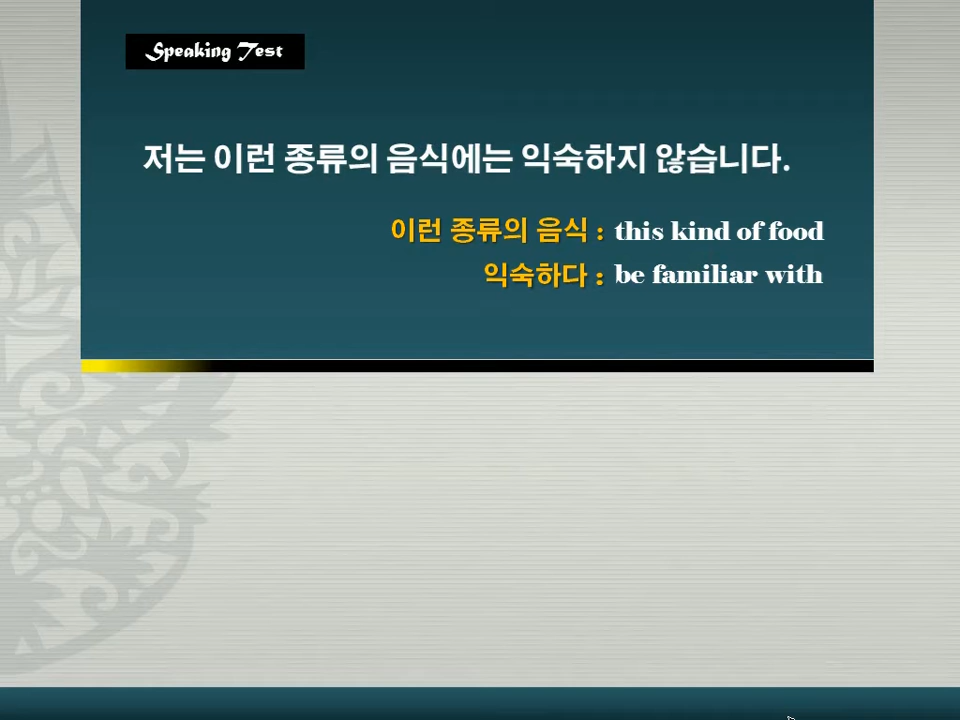 Speaking Test
저는 이런 종류의 음식에는 익숙하지 않습니다.
이런 종류의 음식 : this kind of food
익숙하다 : be familiar with